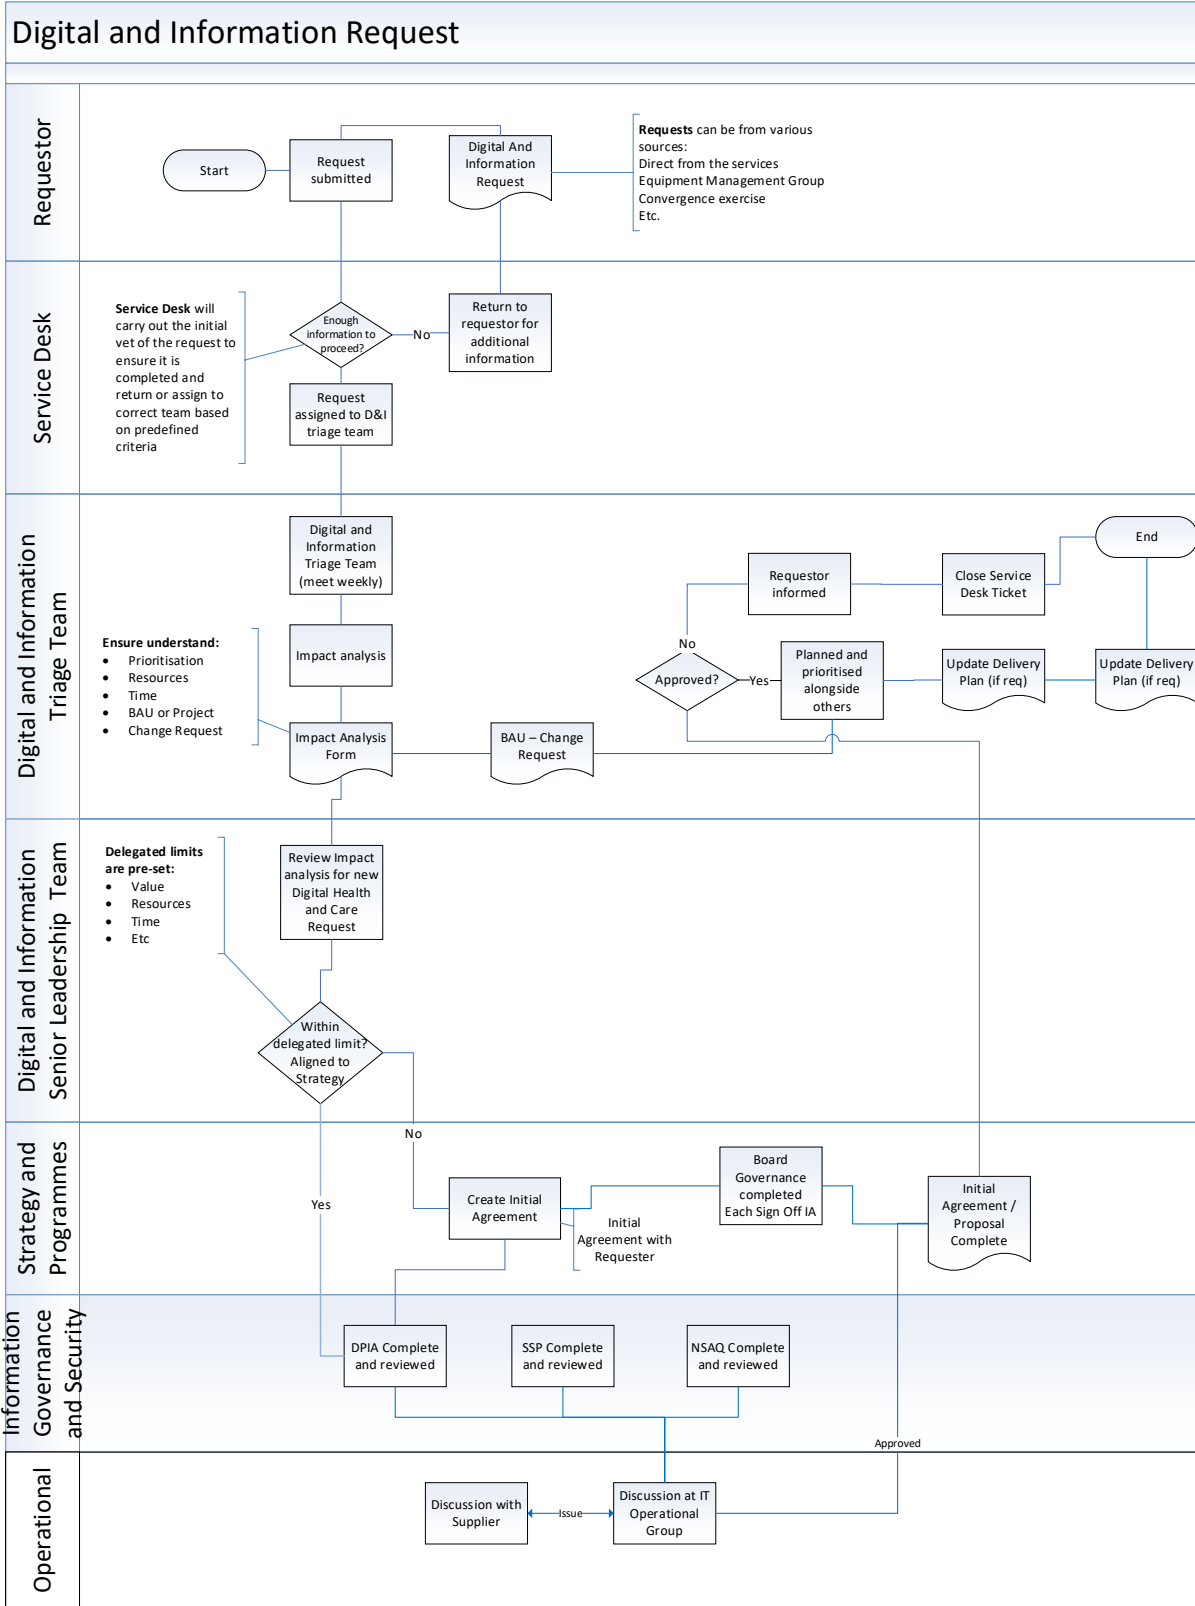 Digital and Information Request
Requestor
Start
Request
submitted
Digital And
Information
Request
Requests can be from various
sources:
Direct from the services
Equipment Management Group
Convergence exercise
Etc.
Service Desk
Service Desk will
carry out the initial
vet of the request to
ensure it is
completed and
return or assign to
correct team based
on predefined
criteria
Enough
information to
proceed?
No
Return to
requestor for
additional
information
Request
assigned to D&I
triage team
Digital and Information
Triage Team
Digital and
Information
Triage Team
(meet weekly)
Impact analysis
Ensure understand:
• Prioritisation
• Resources
• Time
• BAU or Project
• Change Request
Impact Analysis
Form
BAU – Change
Request
Approved?
No
Yes
Requestor
informed
Close Service
Desk Ticket
End
Planned and
prioritised
alongside
others
Update Delivery
Plan (if req)
Update Delivery
Plan (if req)
Digital and Information
Senior Leadership Team
Delegated limits
are pre-set:
• Value
• Resources
• Time
• Etc
Review Impact
analysis for new
Digital Health
and Care
Request
Within
delegated limit?
Aligned to
Strategy
No
Yes
Strategy and
Programmes
Create Initial
Agreement
Initial
Agreement with
Requester
Board
Governance
completed
Each Sign Off IA
Initial
Agreement /
Proposal
Complete
Information
Governance
and Security
DPIA Complete
and reviewed
SSP Complete
and reviewed
NSAQ Complete
and reviewed
Approved
Operational
Discussion with
Supplier
Issue
Discussion at IT
Operational
Group